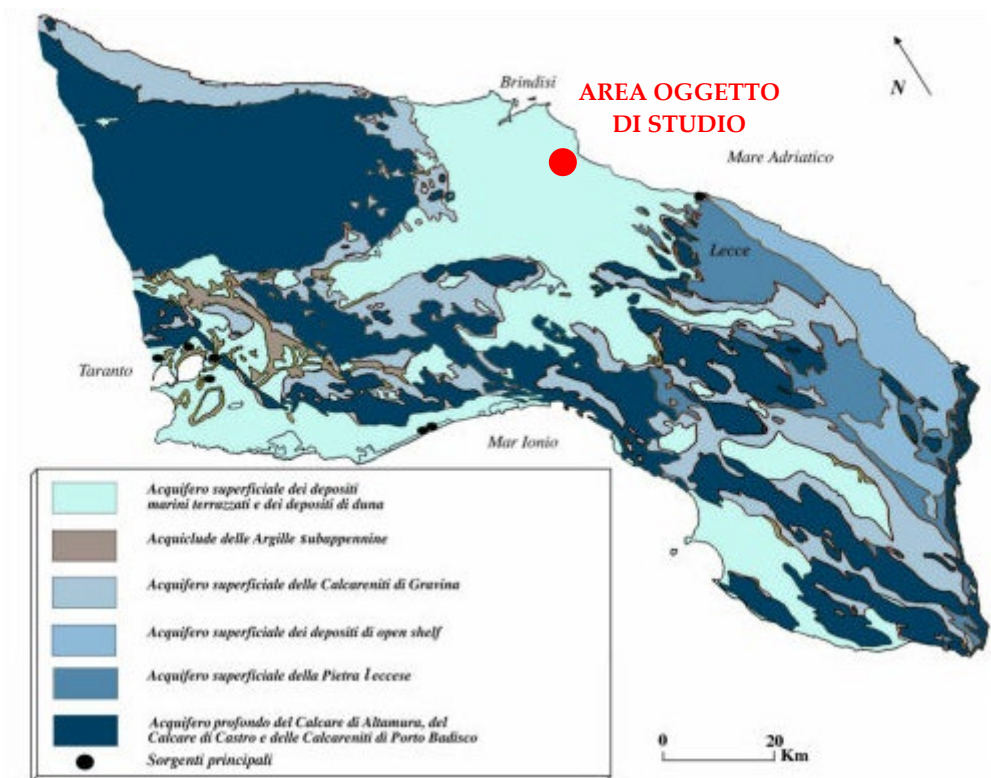 Brindisi
AREA OGGETTO
DI STUDIO
N
Mare Adriatico
Lecce
Taranto
Mar Ionio
Acquifero superficiale dei depositi
marini terrazzati e dei depositi di duna
Acquiclude delle Argille subappennine
Acquifero superficiale delle Calcareniti di Gravina
Acquifero superficiale dei depositi di open shelf
Acquifero superficiale della Pietra leccese
Acquifero profondo del Calcare di Altamura, del
Calcare di Castro e delle Calcareniti di Porto Badisco
Sorgenti principali
0 20
Km